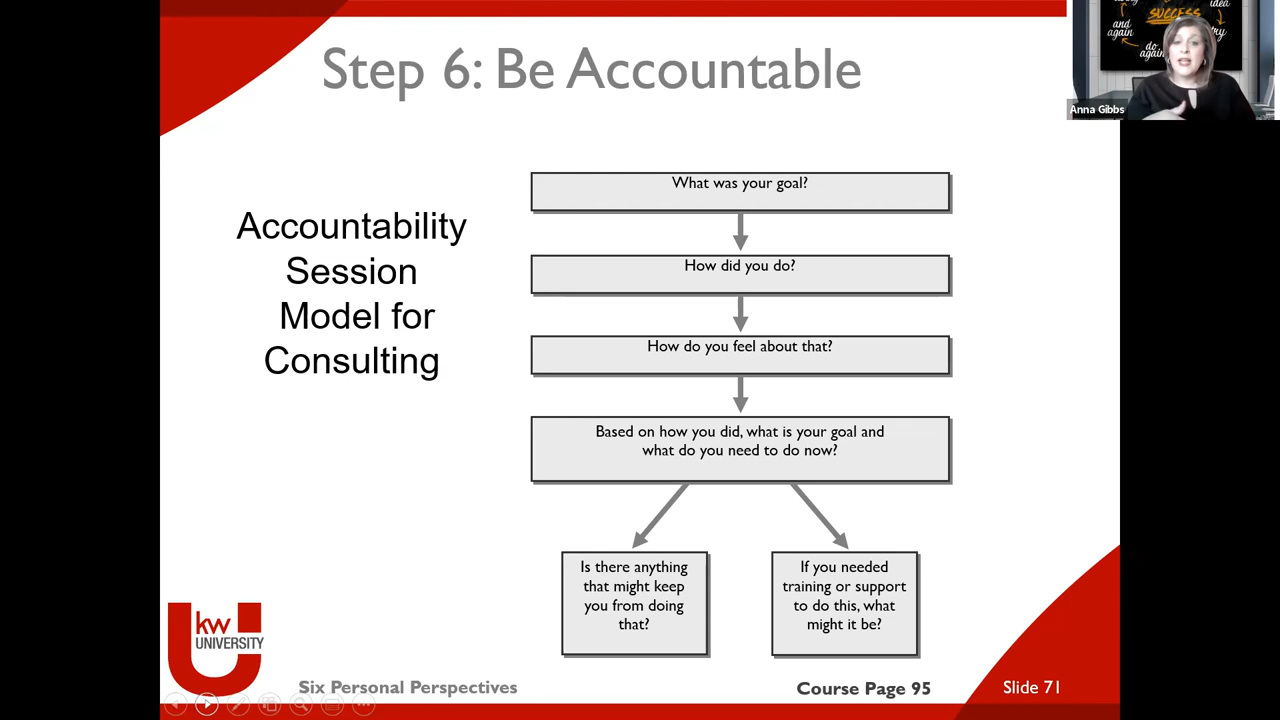 Step 6: Be Accountable
idea
SUCCESS
and
again
try
do
again
Anna Gibbs
Accountability
Session
Model for
Consulting
What was your goal?
How did you do?
How do you feel about that?
Based on how you did, what is your goal and
what do you need to do now?
Is there anything
that might keep
you from doing
that?
If you needed
training or support
to do this, what
might it be?
kw
UNIVERSITY
Six Personal Perspectives
Course Page 95
Slide 71